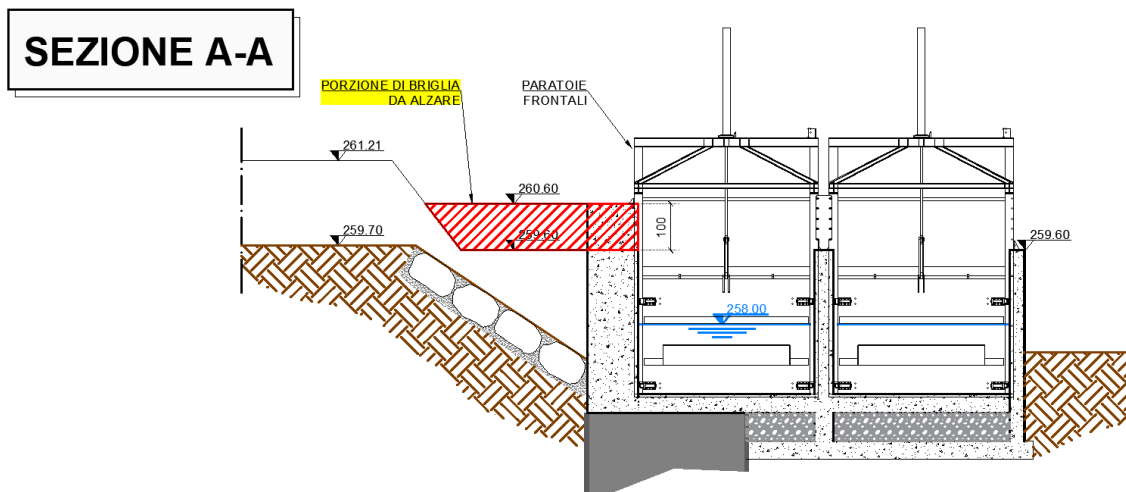 SEZIONE A-A
PORZIONE DI BRIGLIA
DA ALZARE
PARATOIE
FRONTALI
261.21
260.60
259.70
259.60
100
259.60
258.00